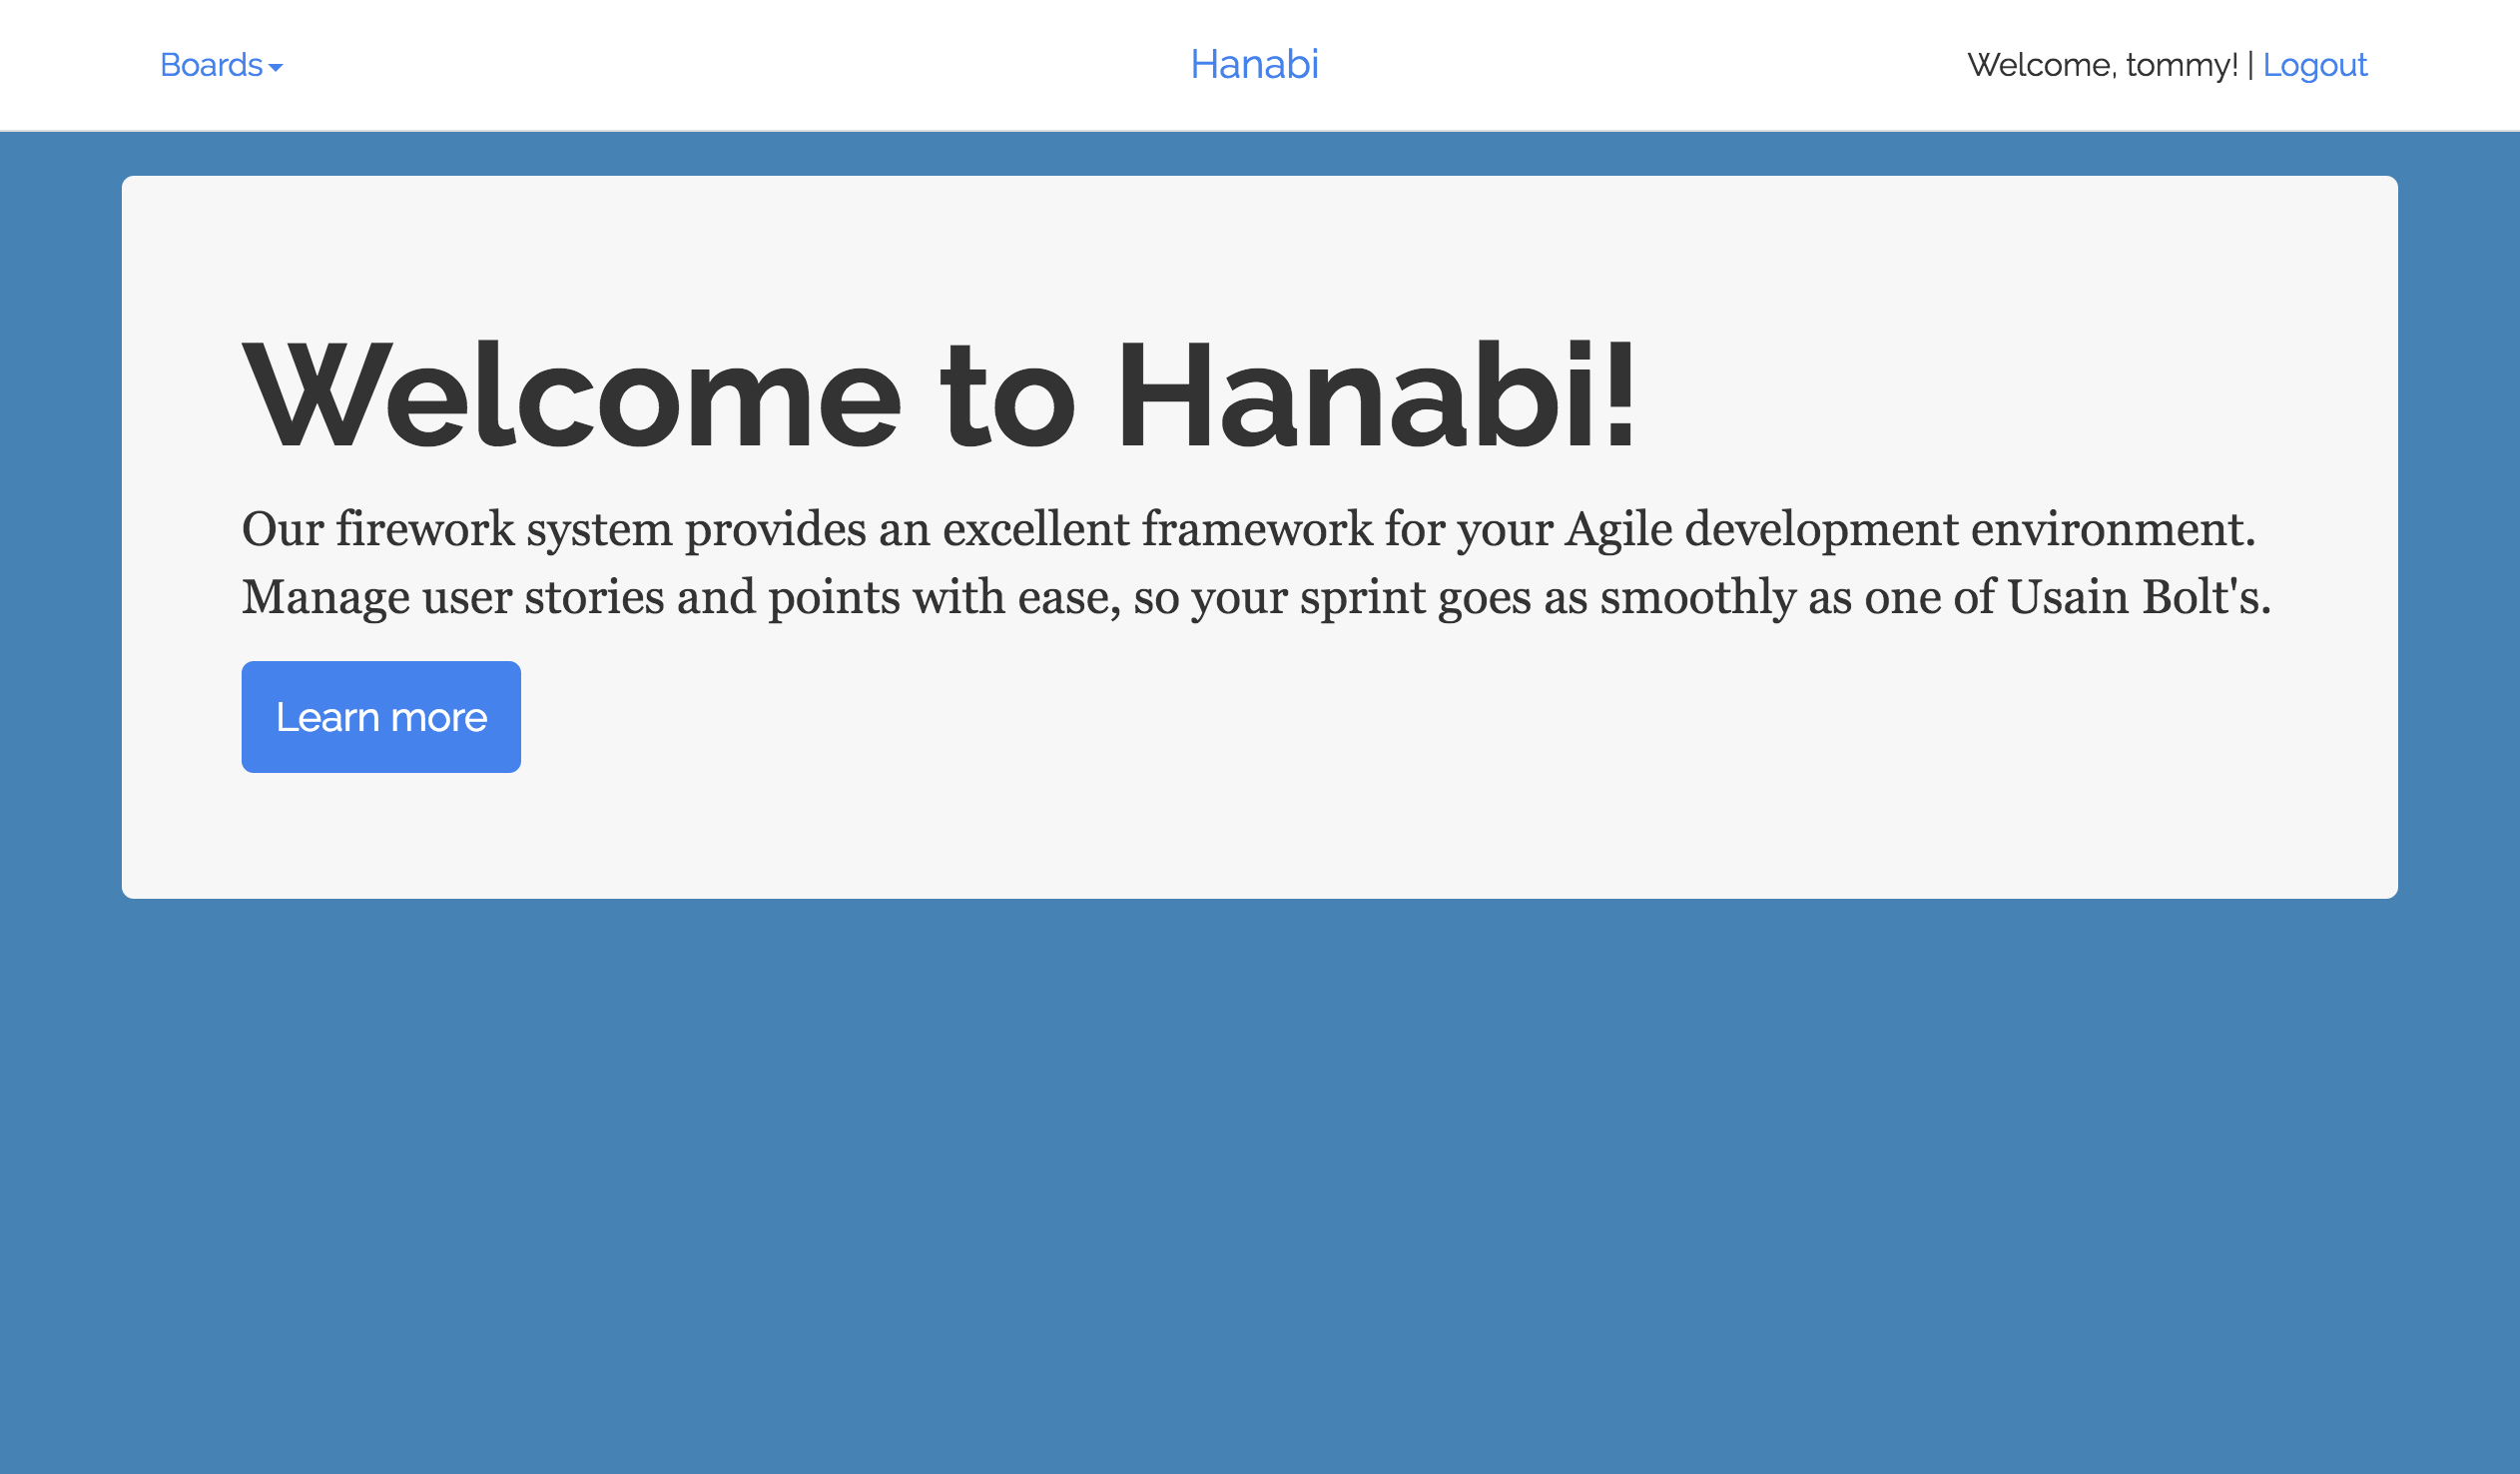 Boards
Hanabi
Welcome, tommy! | Logout
Welcome to Hanabi!
Our firework system provides an excellent framework for your Agile development environment.
Manage user stories and points with ease, so your sprint goes as smoothly as one of Usain Bolt's.
Learn more